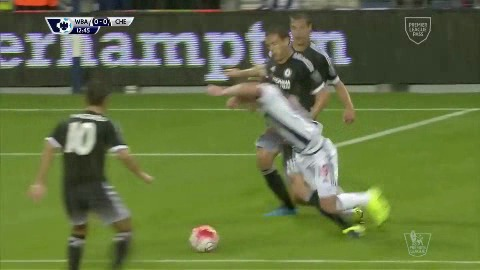 WBA 0-0 CHE
12:45
PREMIER
LEAGUE
PASS
erhampton
10